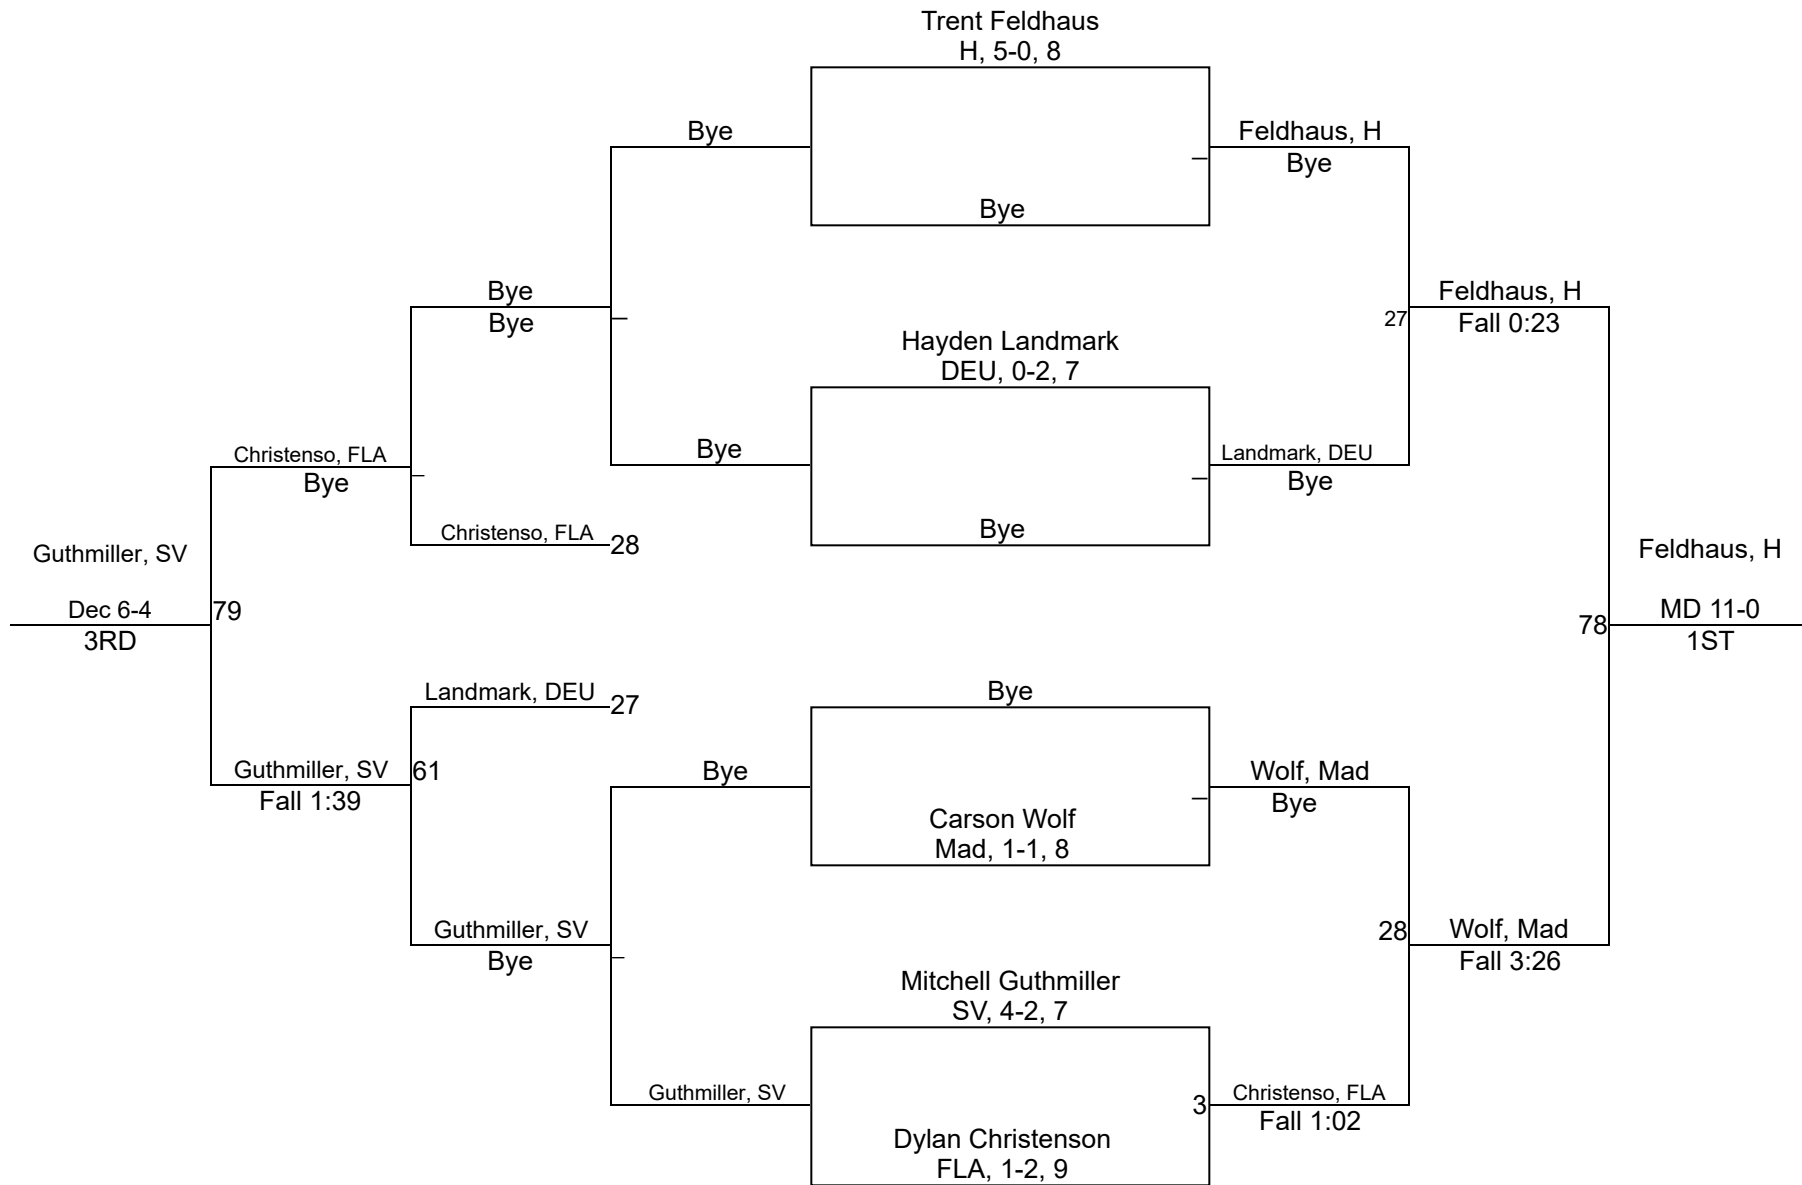 Trent Feldhaus
H, 5-0, 8
Bye
Feldhaus, H
Bye
Bye
Bye
Bye
Feldhaus, H
27
Fall 0:23
Hayden Landmark
DEU, 0-2, 7
Bye
Landmark, DEU
Bye
Christenso, FLA
Bye
Christenso, FLA
28
Bye
Guthmiller, SV
Dec 6-4
79
3RD
Feldhaus, H
MD 11-0
78
1ST
Landmark, DEU
27
Bye
Guthmiller, SV
61
Fall 1:39
Bye
Wolf, Mad
Bye
Carson Wolf
Mad, 1-1, 8
Guthmiller, SV
Bye
28
Wolf, Mad
Fall 3:26
Mitchell Guthmiller
SV, 4-2, 7
Guthmiller, SV
3
Christenso, FLA
Fall 1:02
Dylan Christenson
FLA, 1-2, 9